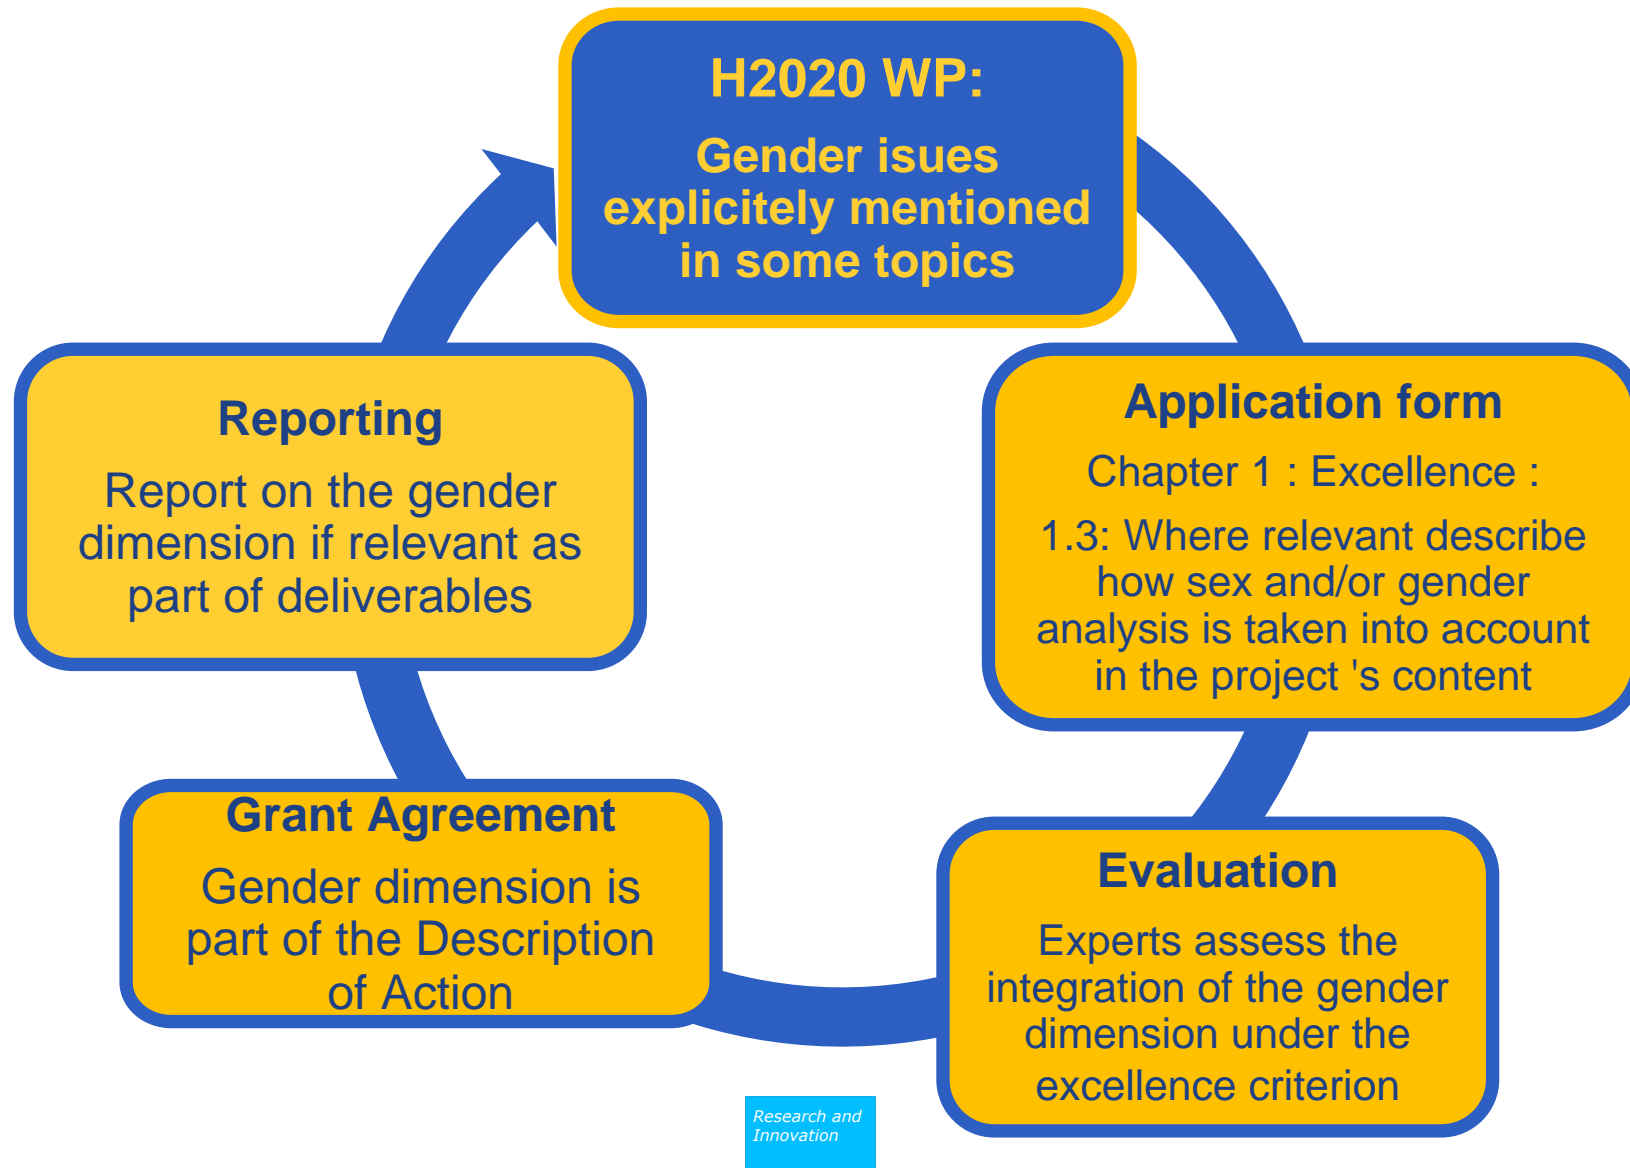 H2020 WP:
Gender isues
explicitely mentioned
in some topics
Application form
Chapter 1 : Excellence :
1.3: Where relevant describe
how sex and/or gender
analysis is taken into account
in the project 's content
Evaluation
Experts assess the
integration of the gender
dimension under the
excellence criterion
Grant Agreement
Gender dimension is
part of the Description
of Action
Reporting
Report on the gender
dimension if relevant as
part of deliverables
Research and
Innovation